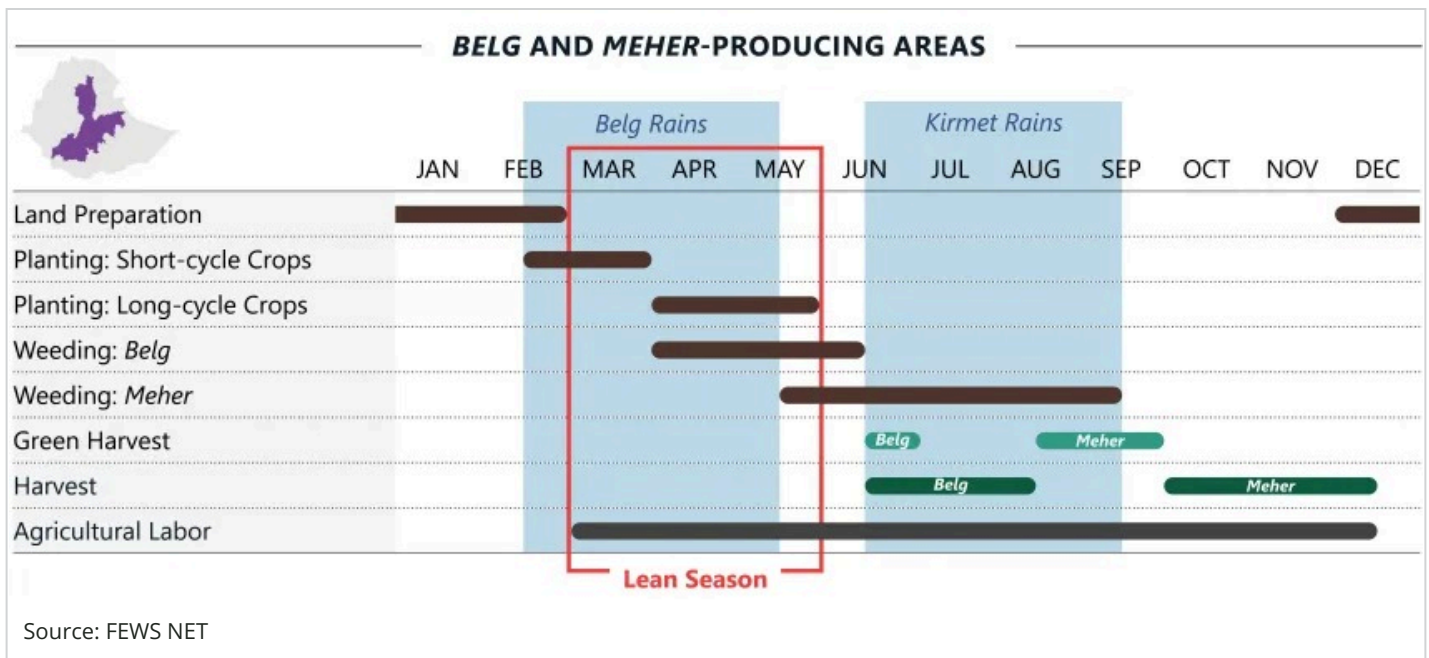 BELG AND MEHER-PRODUCING AREAS
Belg Rains
Kirmet Rains
JAN FEB MAR APR MAY JUN JUL AUG SEP OCT NOV DEC
Land Preparation
Planting: Short-cycle Crops
Planting: Long-cycle Crops
Weeding: Belg
Weeding: Meher
Green Harvest Belg Meher
Harvest Belg Meher
Agricultural Labor
Lean Season
Source: FEWS NET